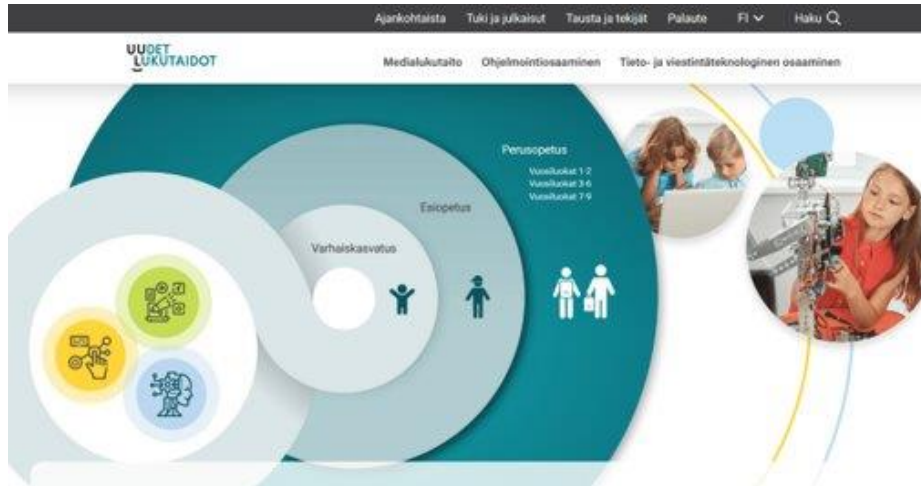 Ajankohtaista Tuki ja julkaisut Tausta ja tekijät Palaute FI Haku
UUDET
LUKUTAIDOT
Medialukutaito Ohjelmointiosaaminen Tieto- ja viestintäteknologinen osaaminen
Perusopetus
Vuosiluokat 1-2
Vuosiluokat 3-6
Vuosiluokat 7-9
Esiopetus
Varhaiskasvatus